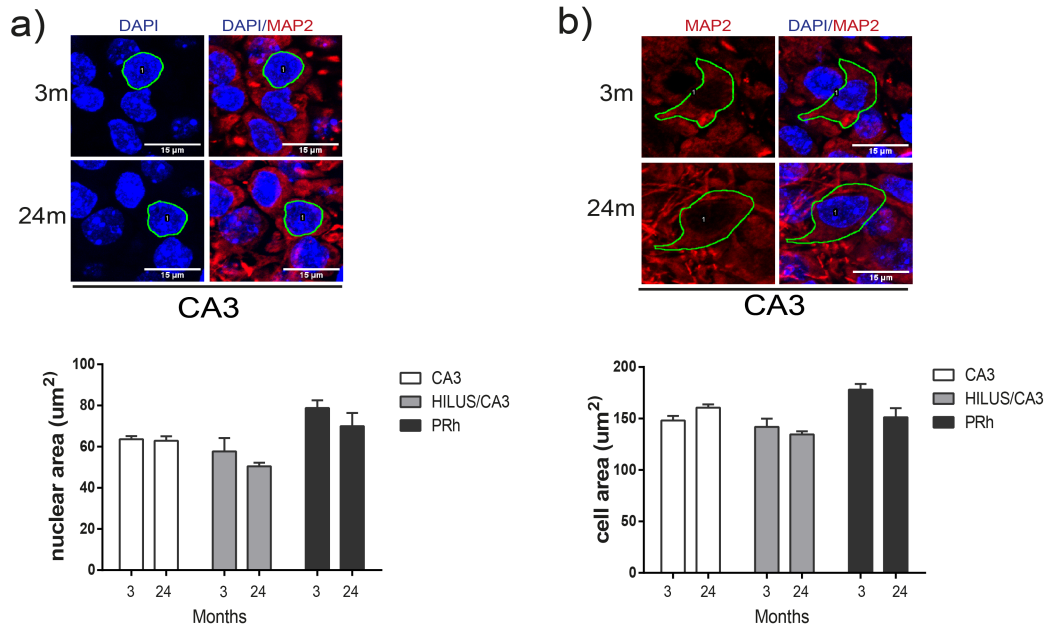 a)
DAPI
DAPI/MAP2
3m
1
1
15 µm
15 µm
24m
1
1
15 µm
15 µm
CA3
nuclear area (um2)
100
80
60
40
20
0
3
24
3
24
3
24
Months
CA3
HILUS/CA3
PRh
b)
MAP2
DAPI/MAP2
3m
1
1
15 µm
24m
1
1
15 µm
CA3
cell area (um2)
200
150
100
50
0
3
24
3
24
3
24
Months
CA3
HILUS/CA3
PRh